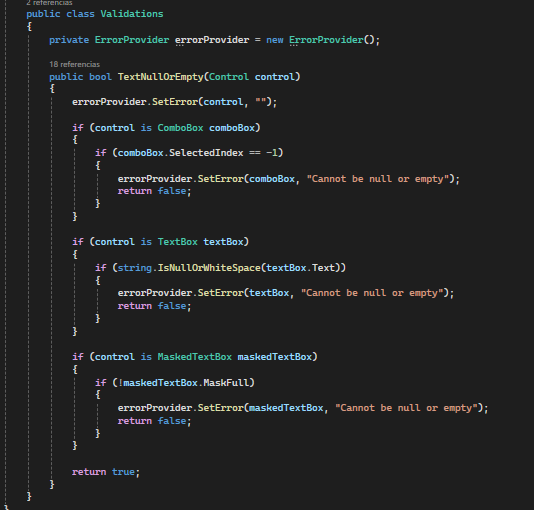 2 referencias
public class Validations
{
private ErrorProvider errorProvider = new ErrorProvider();
18 referencias
public bool TextNullOrEmpty(Control control)
{
errorProvider.SetError(control, "");
if (control is ComboBox comboBox)
{
if (comboBox.SelectedIndex == -1)
{
errorProvider.SetError(comboBox, "Cannot be null or empty");
return false;
}
}
if (control is TextBox textBox)
{
if (string.IsNullOrWhiteSpace(textBox.Text))
{
errorProvider.SetError(textBox, "Cannot be null or empty");
return false;
}
}
if (control is MaskedTextBox maskedTextBox)
{
if (!maskedTextBox.MaskFull)
{
errorProvider.SetError(maskedTextBox, "Cannot be null or empty");
return false;
}
}
return true;
}
}
}